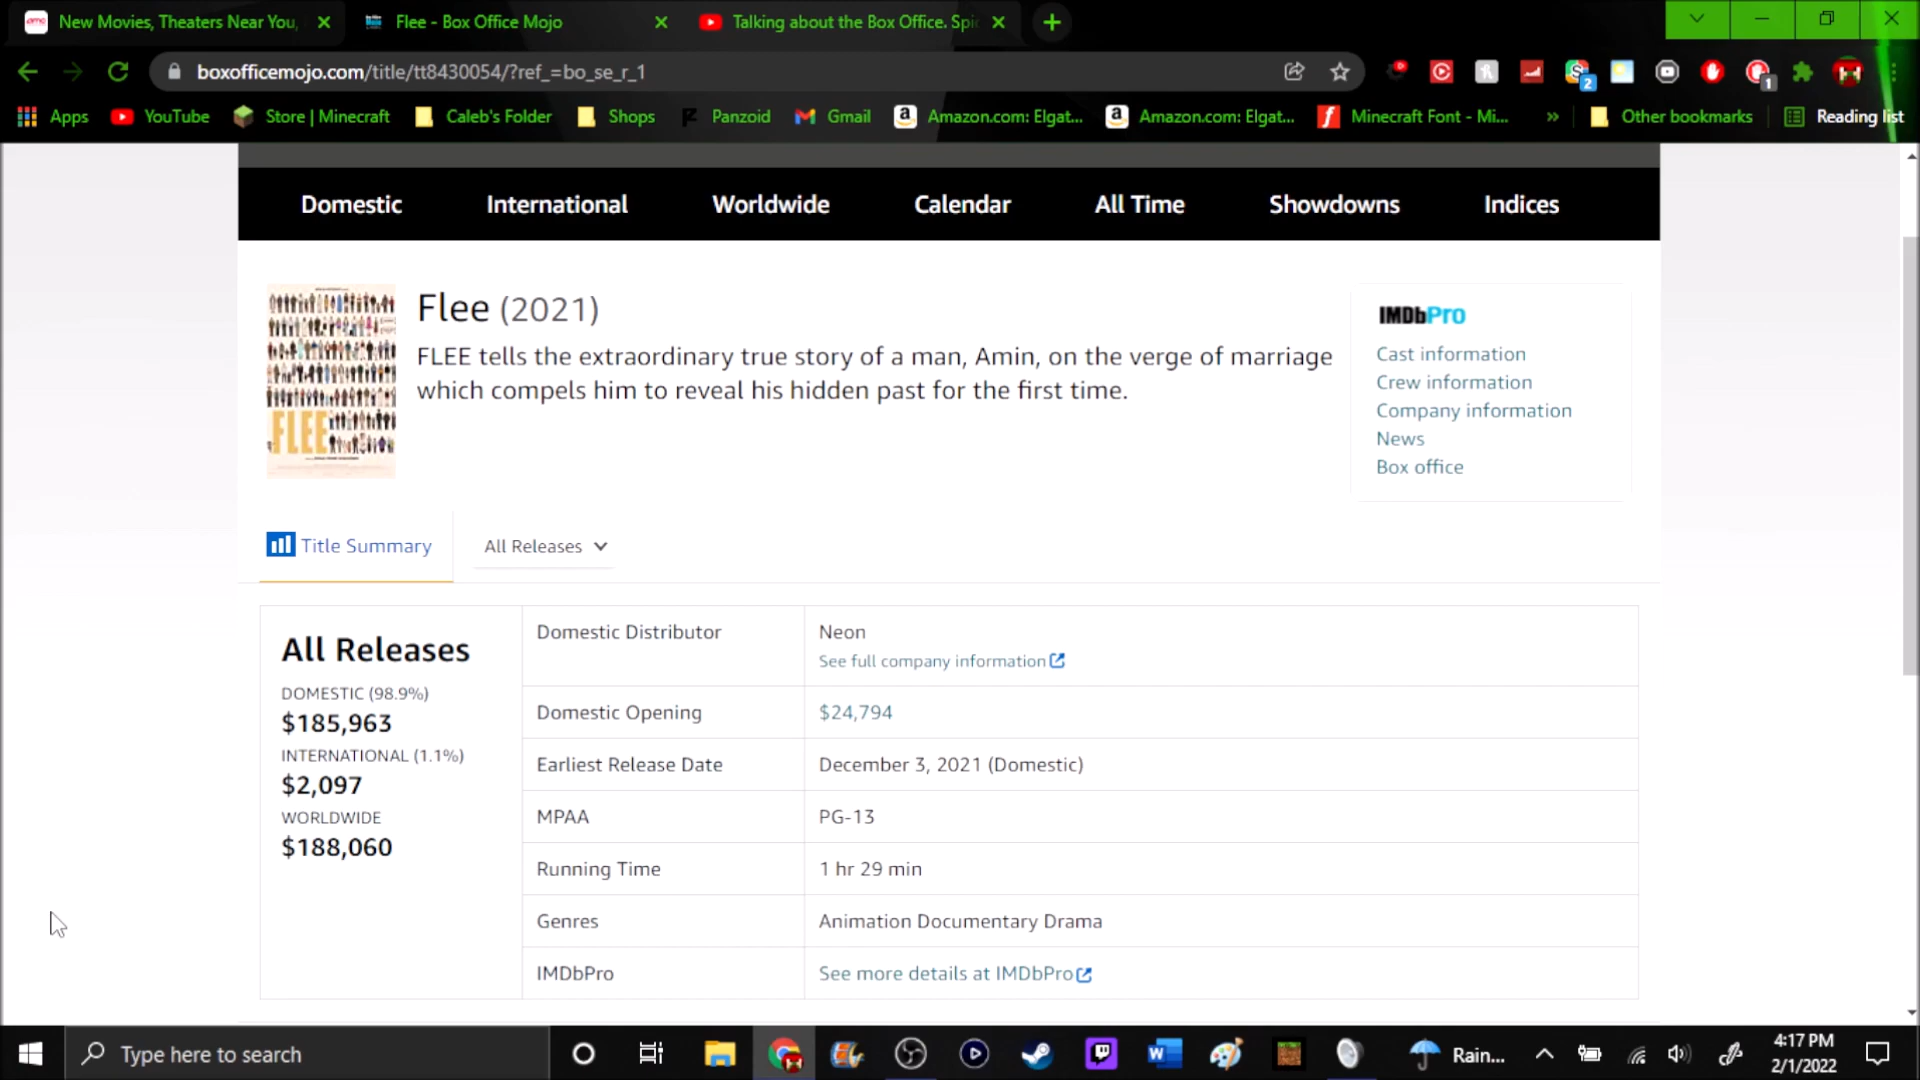 New Movies, Theaters Near You,
Flee - Box Office Mojo
Talking about the Box Office. Spi
boxofficemojo.com/title/tt8430054/?ref_=bo_se_r_1
2
1
Apps
YouTube
Store | Minecraft
Caleb's Folder
Shops
Panzoid
Gmail
Amazon.com: Elgat...
Amazon.com: Elgat...
Minecraft Font - Mi...
»
Other bookmarks
Reading list
Domestic
International
Worldwide
Calendar
All Time
Showdowns
Indices
FLEE
Flee (2021)
FLEE tells the extraordinary true story of a man, Amin, on the verge of marriage
which compels him to reveal his hidden past for the first time.
IMDbPro
Cast information
Crew information
Company information
News
Box office
Title Summary
All Releases
All Releases
DOMESTIC (98.9%)
$185,963
INTERNATIONAL (1.1%)
$2,097
WORLDWIDE
$188,060
Domestic Distributor
Neon
See full company information
Domestic Opening
$24,794
Earliest Release Date
December 3, 2021 (Domestic)
MPAA
PG-13
Running Time
1 hr 29 min
Genres
Animation Documentary Drama
IMDbPro
See more details at IMDbPro
Type here to search
Rain...
4:17 PM
2/1/2022